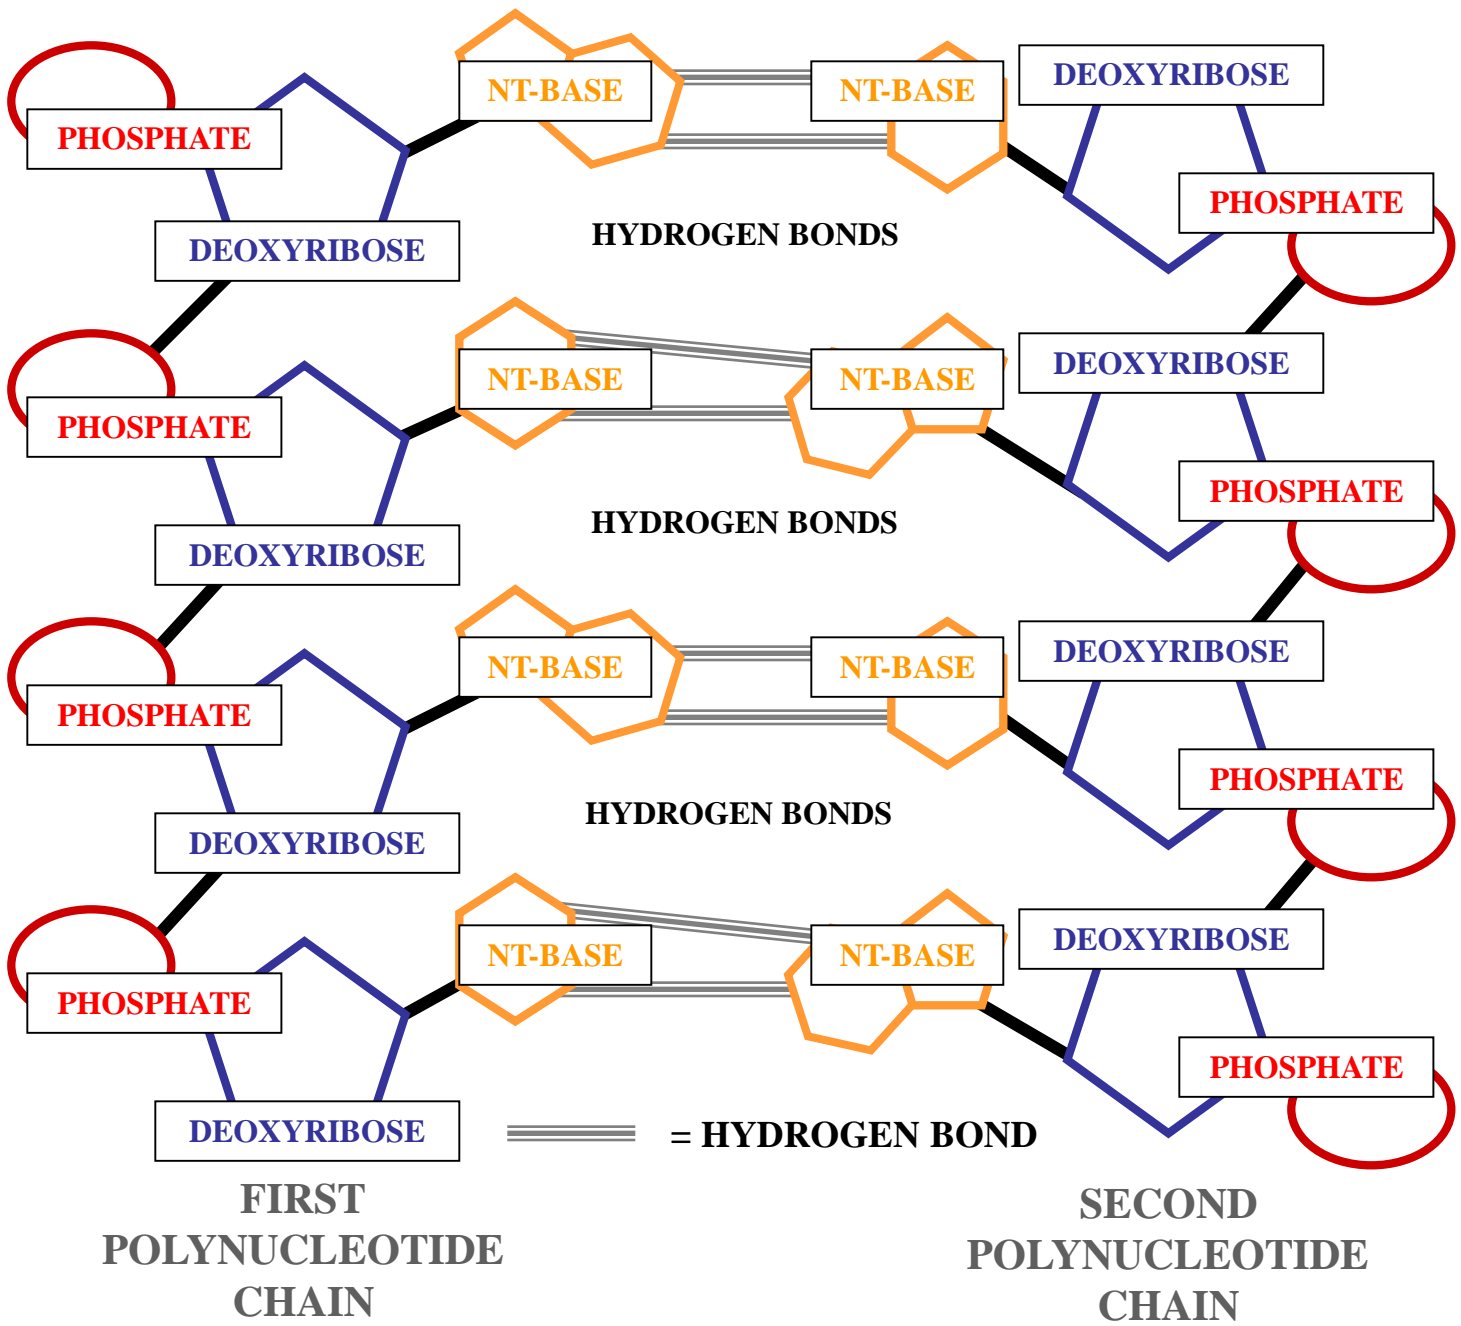 DEOXYRIBOSE
NT-BASE
NT-BASE
PHOSPHATE
PHOSPHATE
HYDROGEN BONDS
DEOXYRIBOSE
DEOXYRIBOSE
NT-BASE
NT-BASE
PHOSPHATE
PHOSPHATE
HYDROGEN BONDS
DEOXYRIBOSE
DEOXYRIBOSE
NT-BASE
NT-BASE
PHOSPHATE
PHOSPHATE
HYDROGEN BONDS
DEOXYRIBOSE
DEOXYRIBOSE
NT-BASE
NT-BASE
PHOSPHATE
PHOSPHATE
DEOXYRIBOSE
= HYDROGEN BOND
FIRST
POLYNUCLEOTIDE
CHAIN
SECOND
POLYNUCLEOTIDE
CHAIN